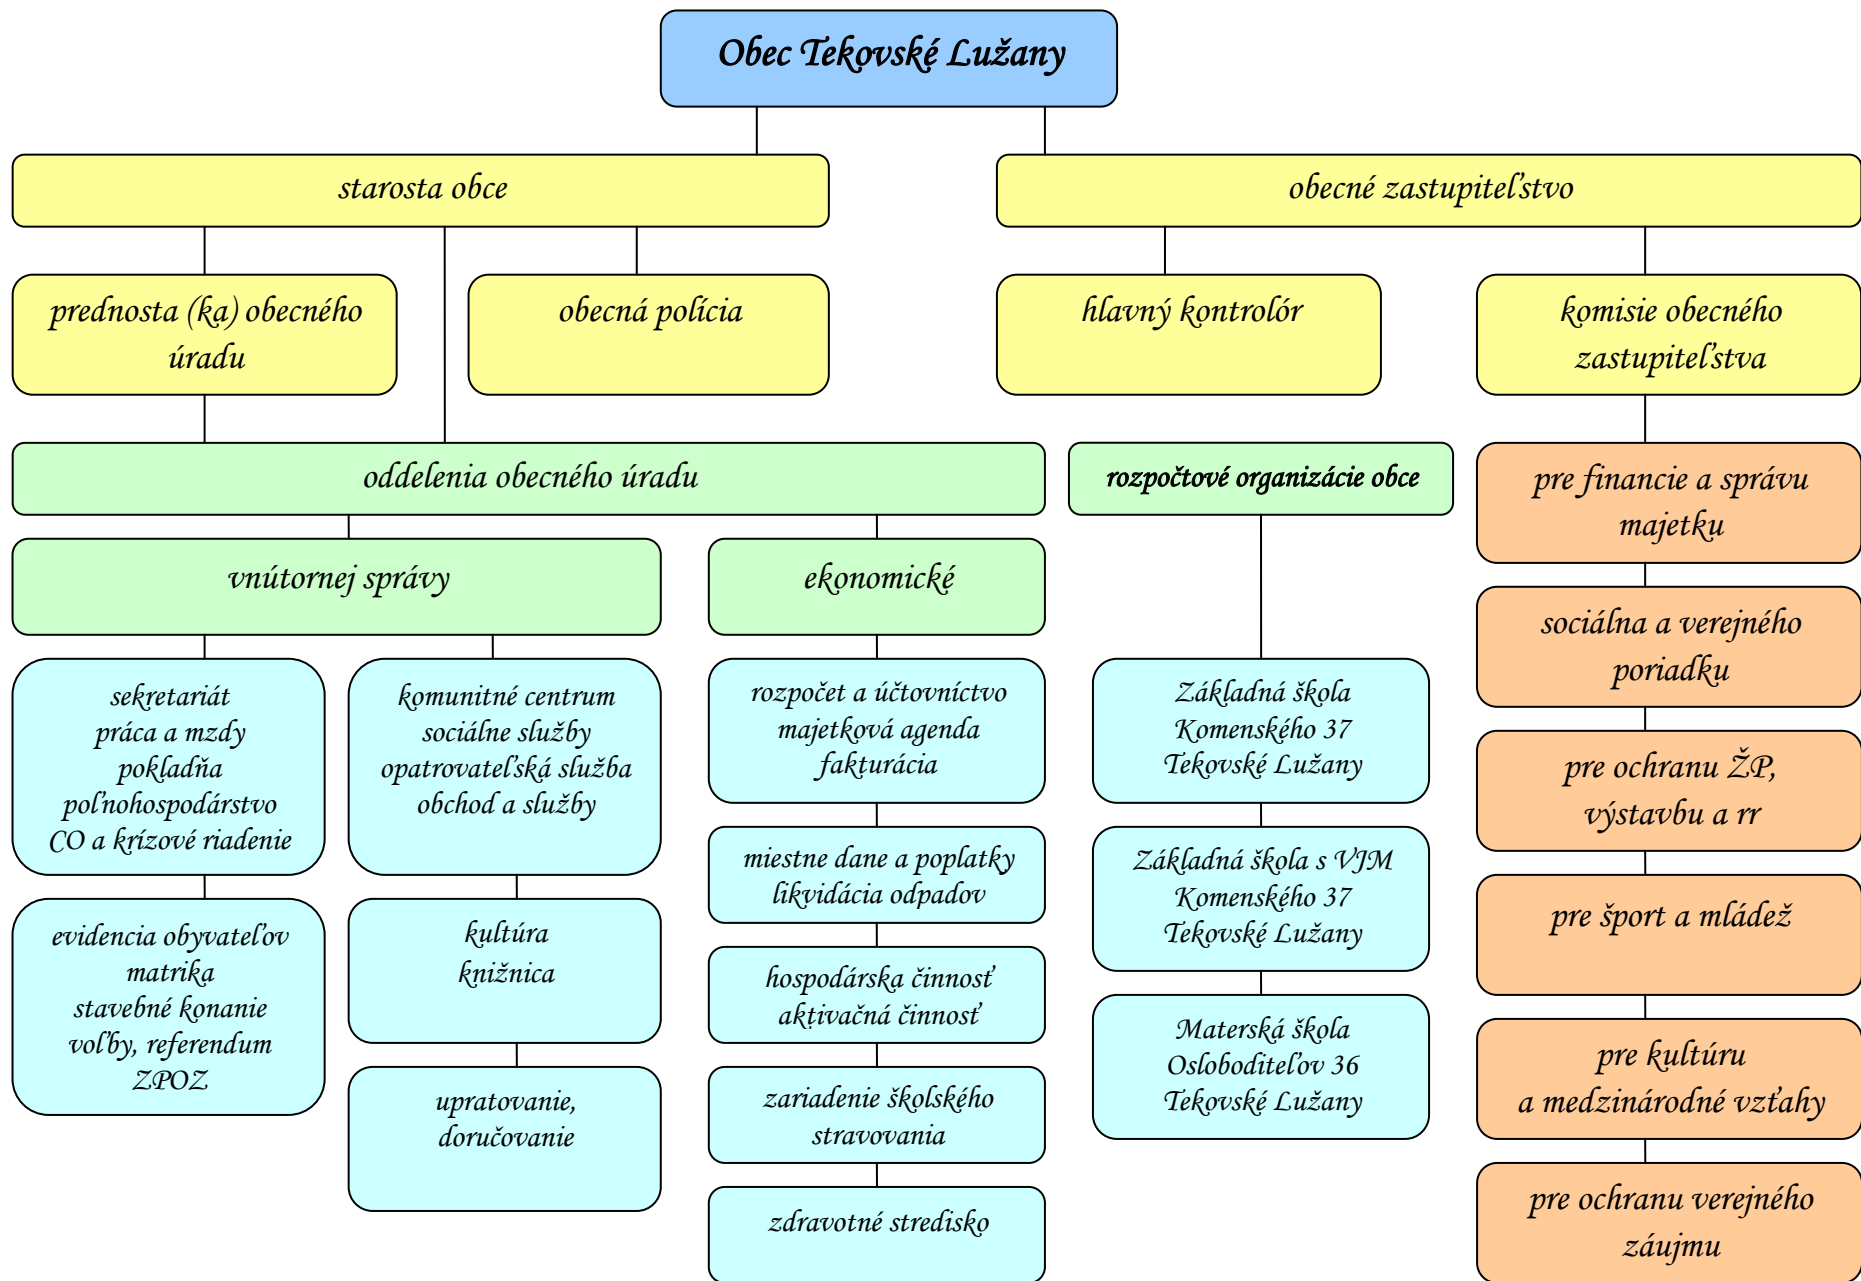 Obec Tekovské Lužany
starosta obce
obecné zastupiteľstvo
prednosta (ka) obecného
úradu
obecná polícia
hlavný kontrolór
komisie obecného
zastupiteľstva
oddelenia obecného úradu
rozpočtové organizácie obce
pre financie a správu
majetku
vnútornej správy
ekonomické
sociálna a verejného
poriadku
sekretariát
práca a mzdy
pokladňa
poľnohospodárstvo
CO a krízové riadenie
komunitné centrum
sociálne služby
opatrovateľská služba
obchod a služby
rozpočet a účtovníctvo
majetková agenda
fakturácia
Základná škola
Komenského 37
Tekovské Lužany
pre ochranu ŽP,
výstavbu a rr
miestne dane a poplatky
likvidácia odpadov
Základná škola s VJM
Komenského 37
Tekovské Lužany
pre šport a mládež
evidencia obyvateľov
matrika
stavebné konanie
voľby, referendum
ZPOZ
kultúra
knižnica
hospodárska činnosť
aktivačná činnosť
Materská škola
Osloboditeľov 36
Tekovské Lužany
pre kultúru
a medzinárodné vzťahy
upratovanie,
doručovanie
zariadenie školského
stravovania
zdravotné stredisko
pre ochranu verejného
záujmu